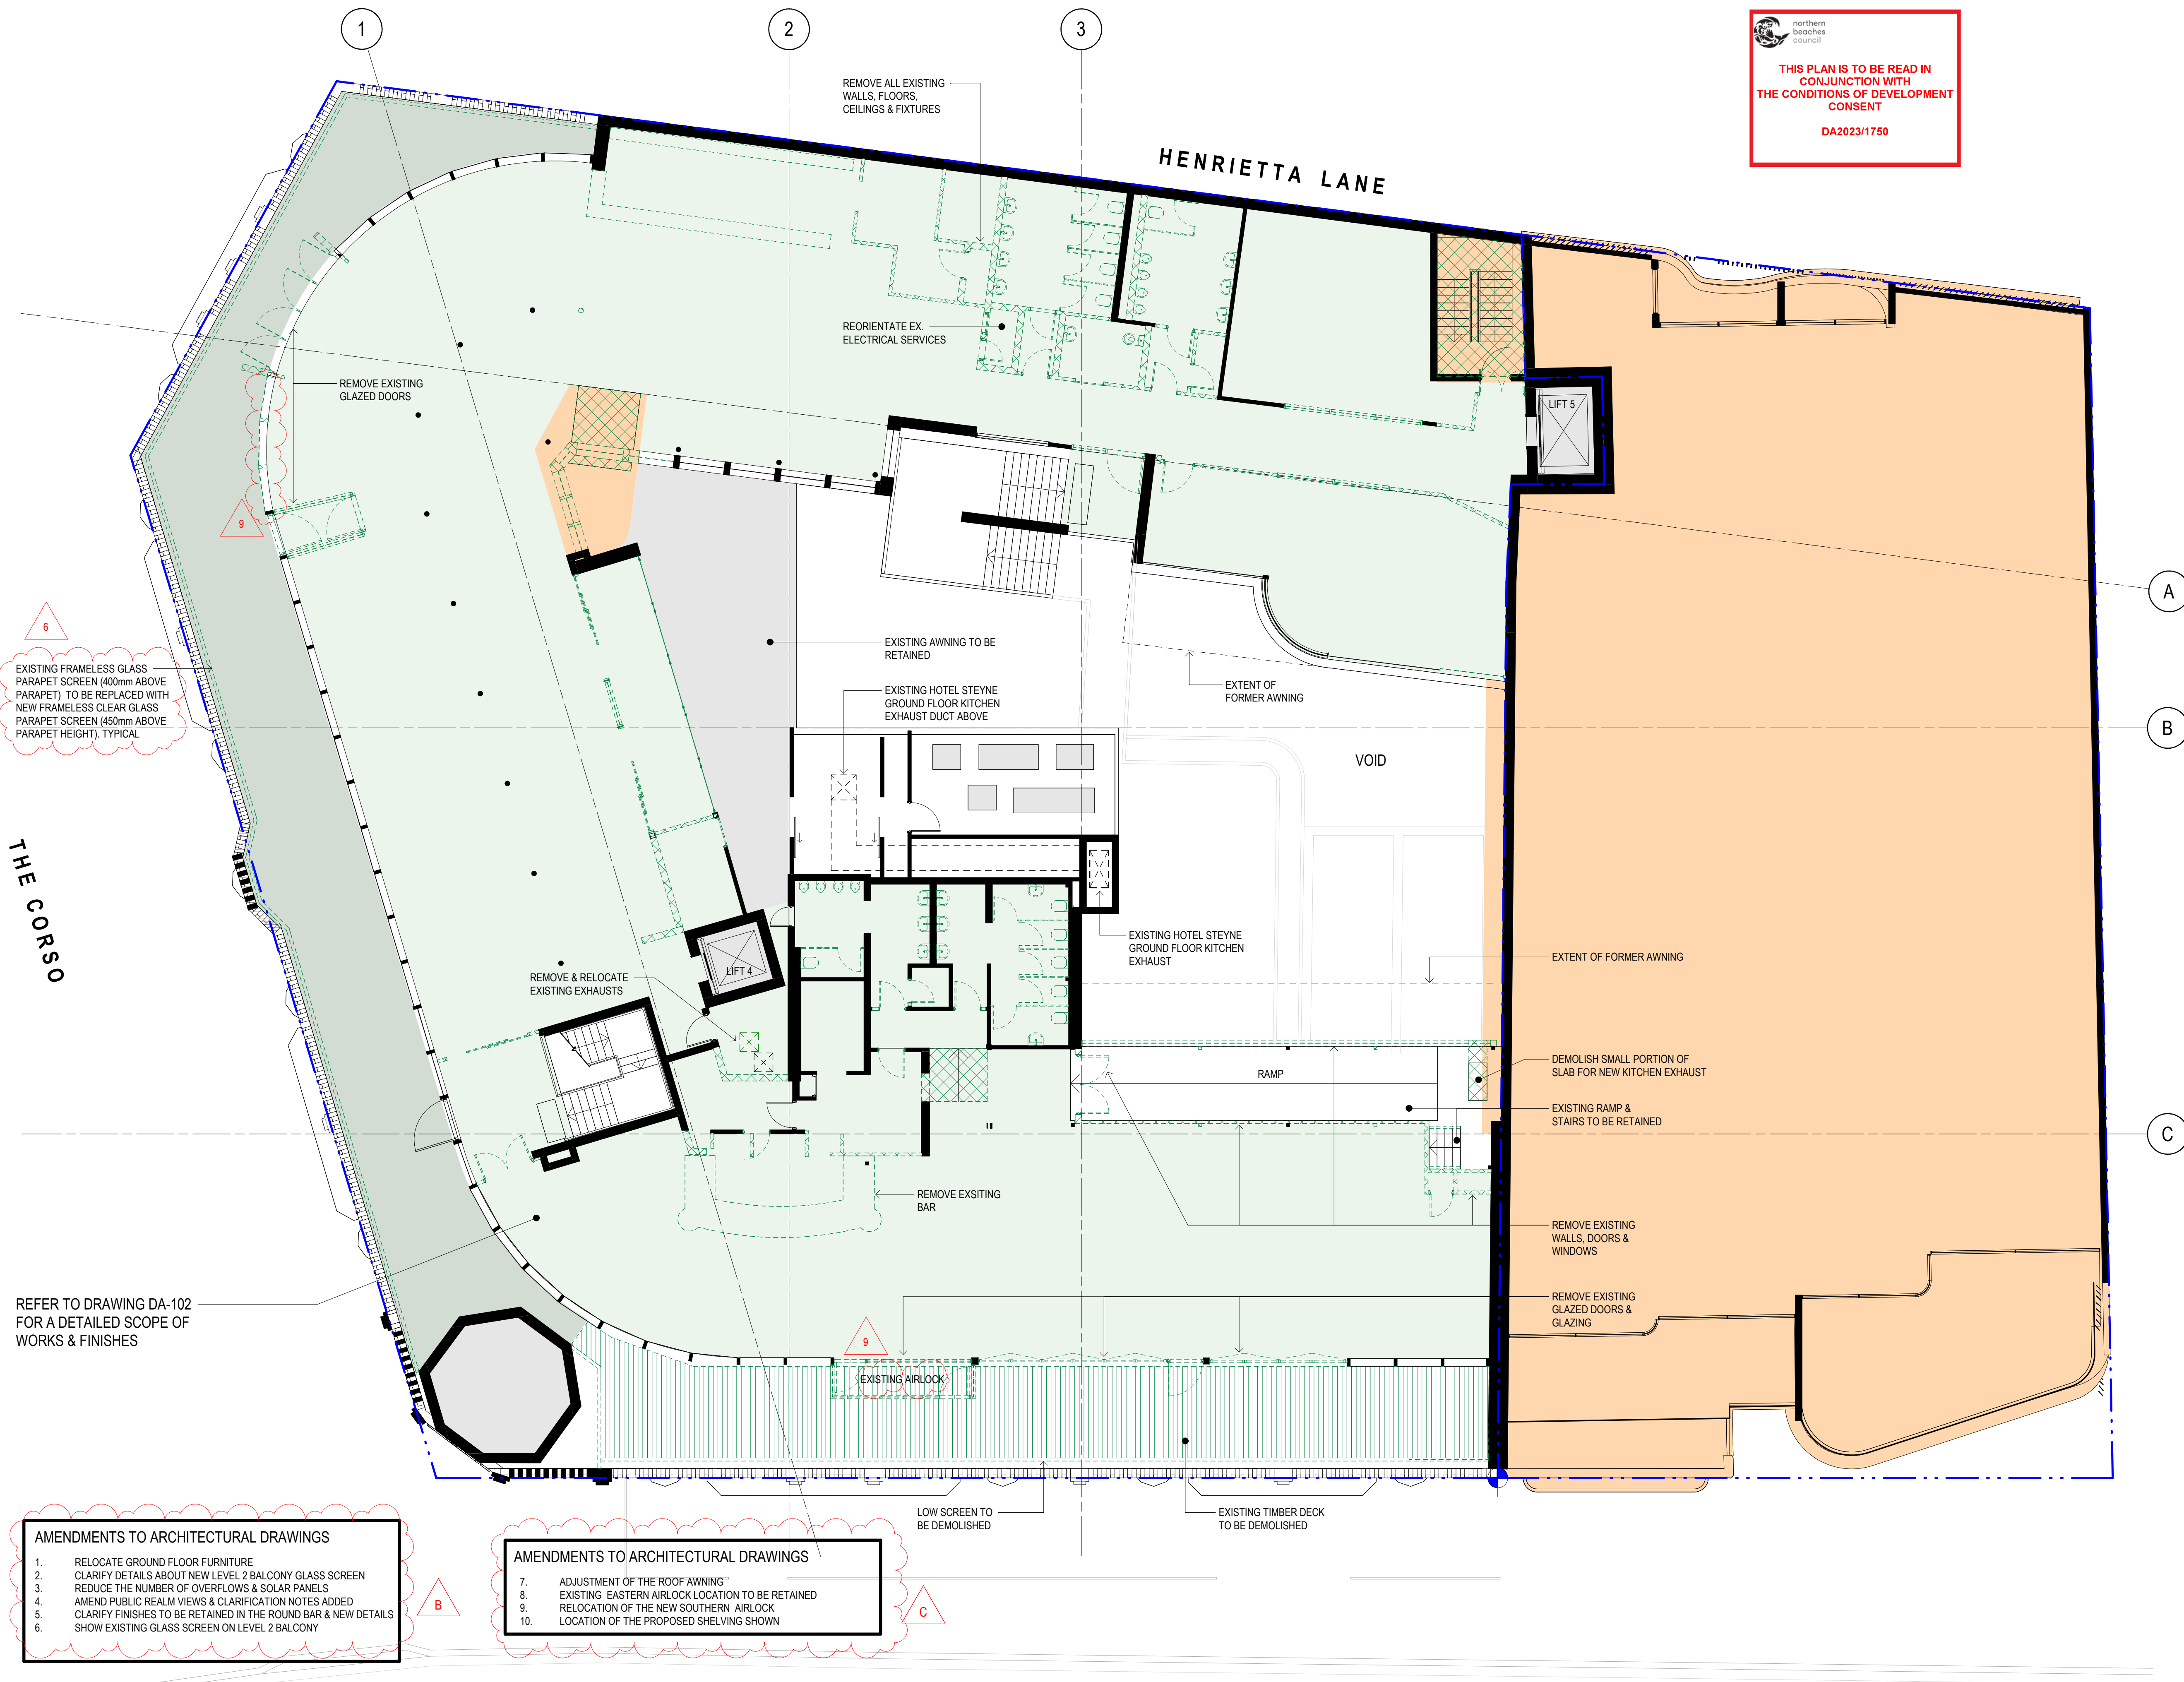 1
2
3
northern
beaches
council
THIS PLAN IS TO BE READ IN
CONJUNCTION WITH
THE CONDITIONS OF DEVELOPMENT
CONSENT
DA2023/1750
REMOVE ALL EXISTING
WALLS, FLOORS,
CEILINGS & FIXTURES
HENRIETTA LANE
REORIENTATE EX.
ELECTRICAL SERVICES
REMOVE EXISTING
GLAZED DOORS
LIFT 5
9
A
6
EXISTING FRAMELESS GLASS
PARAPET SCREEN (400mm ABOVE
PARAPET) TO BE REPLACED WITH
NEW FRAMELESS CLEAR GLASS
PARAPET SCREEN (450mm ABOVE
PARAPET HEIGHT). TYPICAL
EXISTING AWNING TO BE
RETAINED
EXISTING HOTEL STEYNE
GROUND FLOOR KITCHEN
EXHAUST DUCT ABOVE
EXTENT OF
FORMER AWNING
B
VOID
THE CORSO
EXISTING HOTEL STEYNE
GROUND FLOOR KITCHEN
EXHAUST
EXTENT OF FORMER AWNING
LIFT 4
REMOVE & RELOCATE
EXISTING EXHAUSTS
RAMP
DEMOLISH SMALL PORTION OF
SLAB FOR NEW KITCHEN EXHAUST
EXISTING RAMP &
STAIRS TO BE RETAINED
C
REMOVE EXSITING
BAR
REMOVE EXISTING
WALLS, DOORS &
WINDOWS
REFER TO DRAWING DA-102
FOR A DETAILED SCOPE OF
WORKS & FINISHES
REMOVE EXISTING
GLAZED DOORS &
GLAZING
9
EXISTING AIRLOCK
LOW SCREEN TO
BE DEMOLISHED
EXISTING TIMBER DECK
TO BE DEMOLISHED
AMENDMENTS TO ARCHITECTURAL DRAWINGS
1. RELOCATE GROUND FLOOR FURNITURE
2. CLARIFY DETAILS ABOUT NEW LEVEL 2 BALCONY GLASS SCREEN
3. REDUCE THE NUMBER OF OVERFLOWS & SOLAR PANELS
4. AMEND PUBLIC REALM VIEWS & CLARIFICATION NOTES ADDED
5. CLARIFY FINISHES TO BE RETAINED IN THE ROUND BAR & NEW DETAILS
6. SHOW EXISTING GLASS SCREEN ON LEVEL 2 BALCONY
B
AMENDMENTS TO ARCHITECTURAL DRAWINGS
7. ADJUSTMENT OF THE ROOF AWNING
8. EXISTING EASTERN AIRLOCK LOCATION TO BE RETAINED
9. RELOCATION OF THE NEW SOUTHERN AIRLOCK
10. LOCATION OF THE PROPOSED SHELVING SHOWN
C